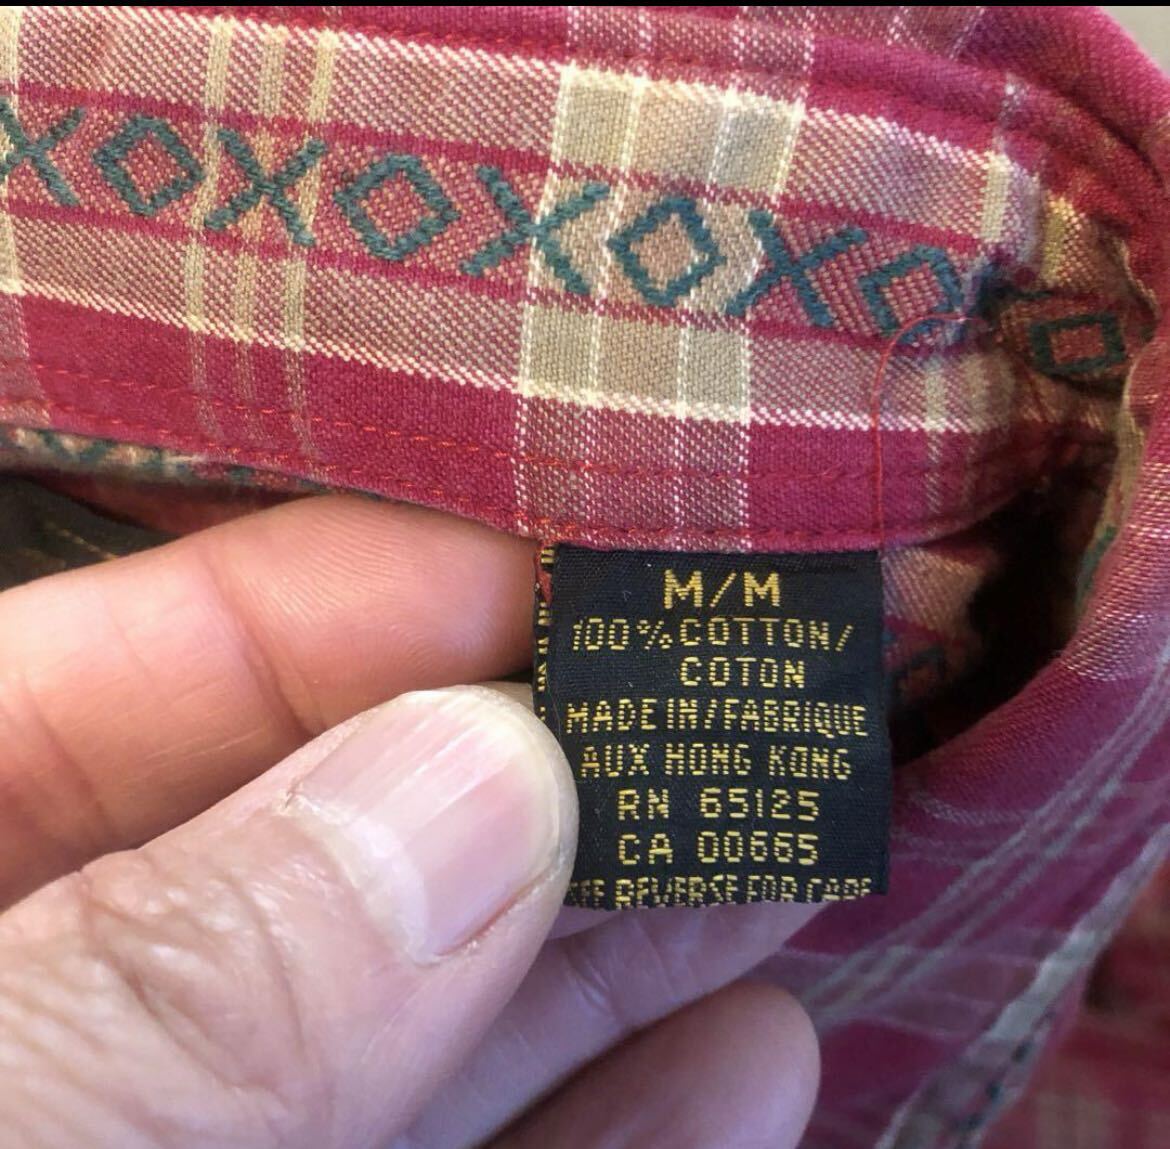 M/M
100% COTTON/
COTON
MADE IN/FABRIQUE
AUX HONG KONG
RN 65125
CA 00665
SEE REVERSE FOR CARE